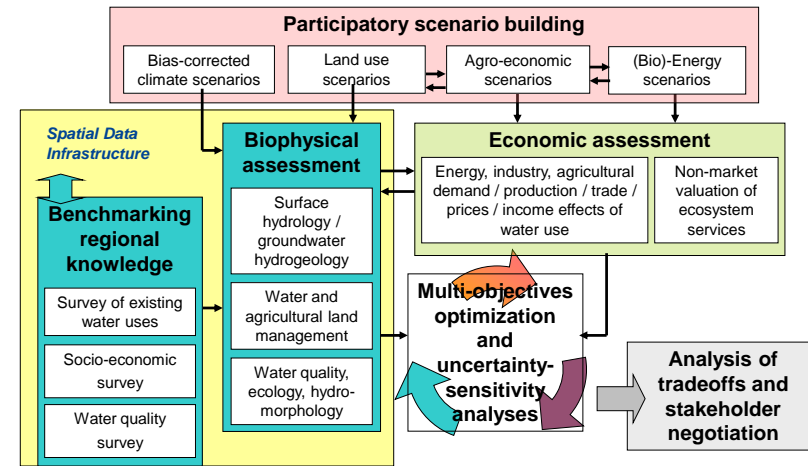 Participatory scenario building
Bias-corrected
climate scenarios
Land use
scenarios
Agro-economic
scenarios
(Bio)-Energy
scenarios
Spatial Data
Infrastructure
Biophysical
assessment
Economic assessment
Energy, industry, agricultural
demand / production / trade /
prices / income effects of
water use
Non-market
valuation of
ecosystem
services
Benchmarking
regional
knowledge
Surface
hydrology /
groundwater
hydrogeology
Survey of existing
water uses
Water and
agricultural land
management
Socio-economic
survey
Water quality,
ecology, hydro-
morphology
Water quality
survey
Multi-objectives
optimization
and
uncertainty-
sensitivity
analyses
Analysis of
tradeoffs and
stakeholder
negotiation